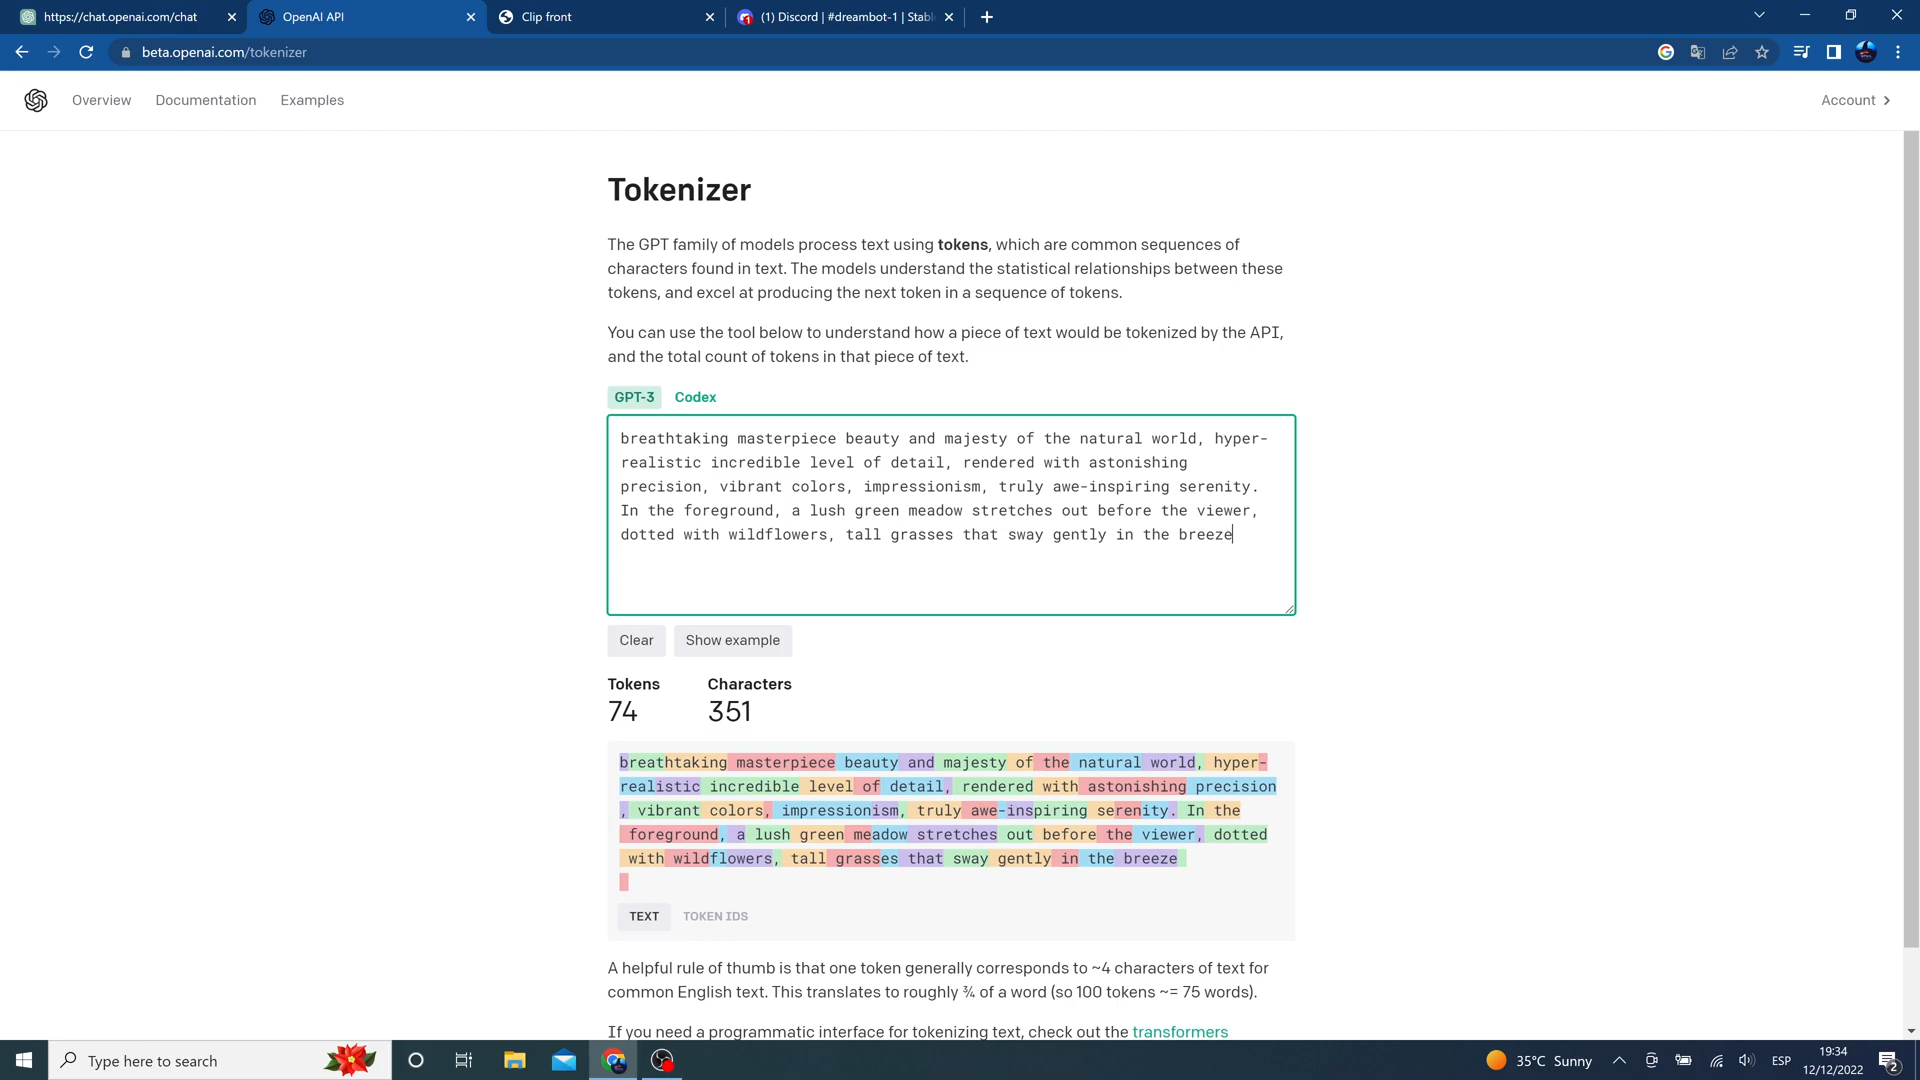 https://chat.openai.com/chat
OpenAI API
Clip front
(1) Discord | #dreambot-1 | Stabl
beta.openai.com/tokenizer
Overview
Documentation
Examples
Account
Tokenizer
The GPT family of models process text using tokens, which are common sequences of
characters found in text. The models understand the statistical relationships between these
tokens, and excel at producing the next token in a sequence of tokens.
You can use the tool below to understand how a piece of text would be tokenized by the API,
and the total count of tokens in that piece of text.
GPT-3 Codex
breathtaking masterpiece beauty and majesty of the natural world, hyper-
realistic incredible level of detail, rendered with astonishing
precision, vibrant colors, impressionism, truly awe-inspiring serenity.
In the foreground, a lush green meadow stretches out before the viewer,
dotted with wildflowers, tall grasses that sway gently in the breeze
Clear Show example
Tokens Characters
74 351
breathtaking masterpiece beauty and majesty of the natural world, hyper-
realistic incredible level of detail, rendered with astonishing precision
, vibrant colors, impressionism, truly awe-inspiring serenity. In the
foreground, a lush green meadow stretches out before the viewer, dotted
with wildflowers, tall grasses that sway gently in the breeze
TEXT TOKEN IDS
A helpful rule of thumb is that one token generally corresponds to ~4 characters of text for
common English text. This translates to roughly ¾ of a word (so 100 tokens ~= 75 words).
If you need a programmatic interface for tokenizing text, check out the transformers
Type here to search
35°C Sunny
ESP
19:34
12/12/2022
2